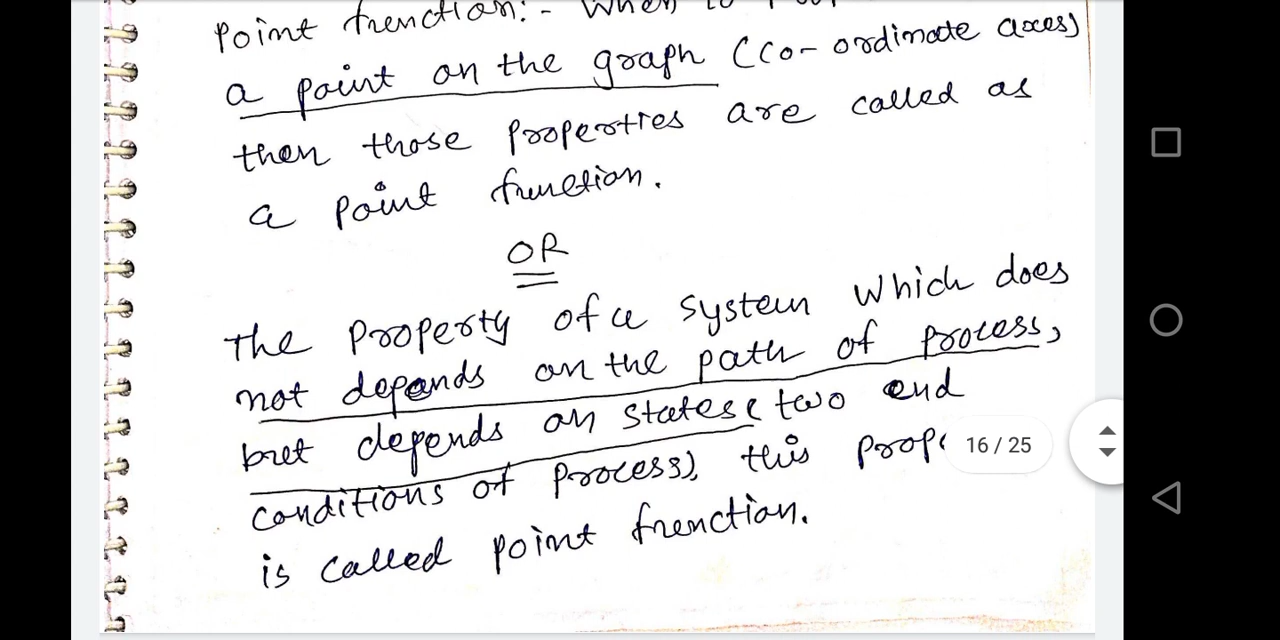 Point function:- When
a point on the graph (co-ordinate axes)
then those properties are called as
a point function.
OR
The property of a system which does
not depends on the path of process,
but depends on states (two end
conditions of process), this prope
is called point function.
16 / 25